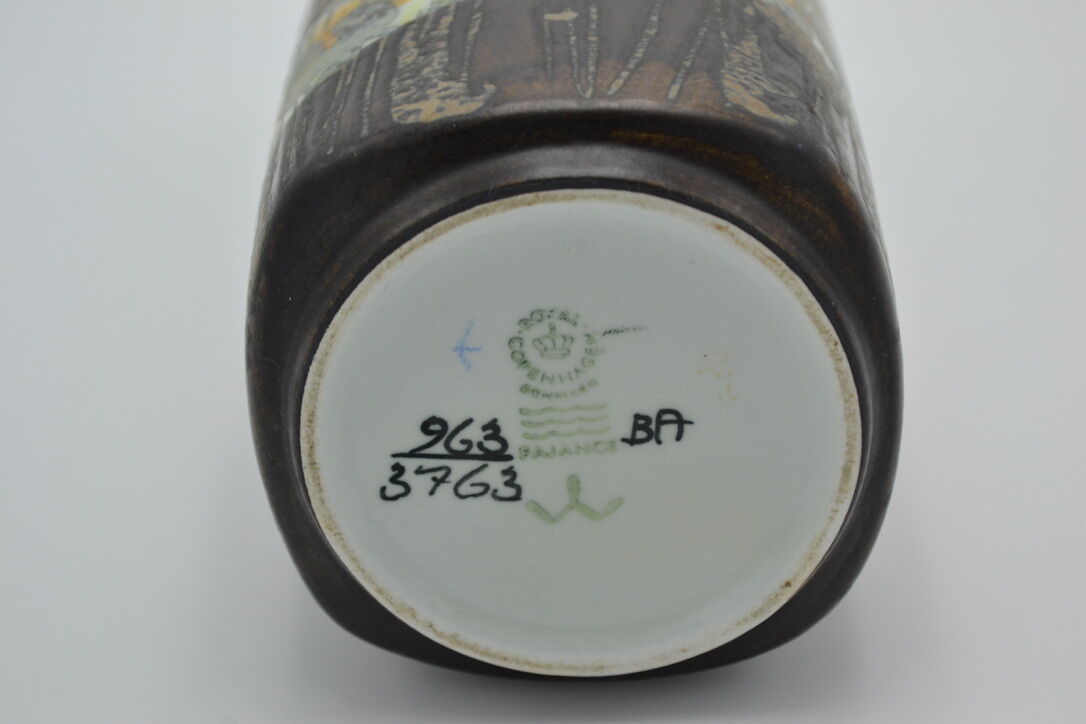 ROYAL COPENHAGEN
DENMARK
FAJANCE
963
3763
BA